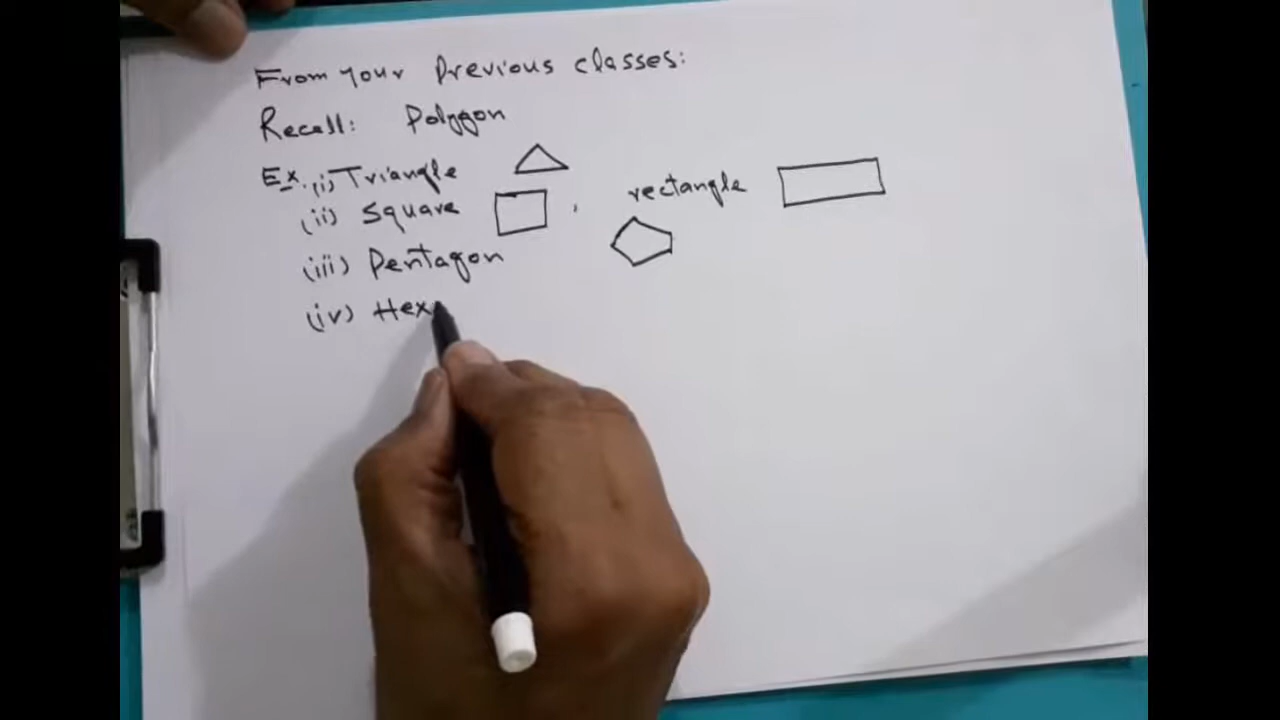 From your Previous classes:
Recall: Polygon
Ex. (i) Triangle
(ii) Square , rectangle
(iii) Pentagon
(iv) Hex